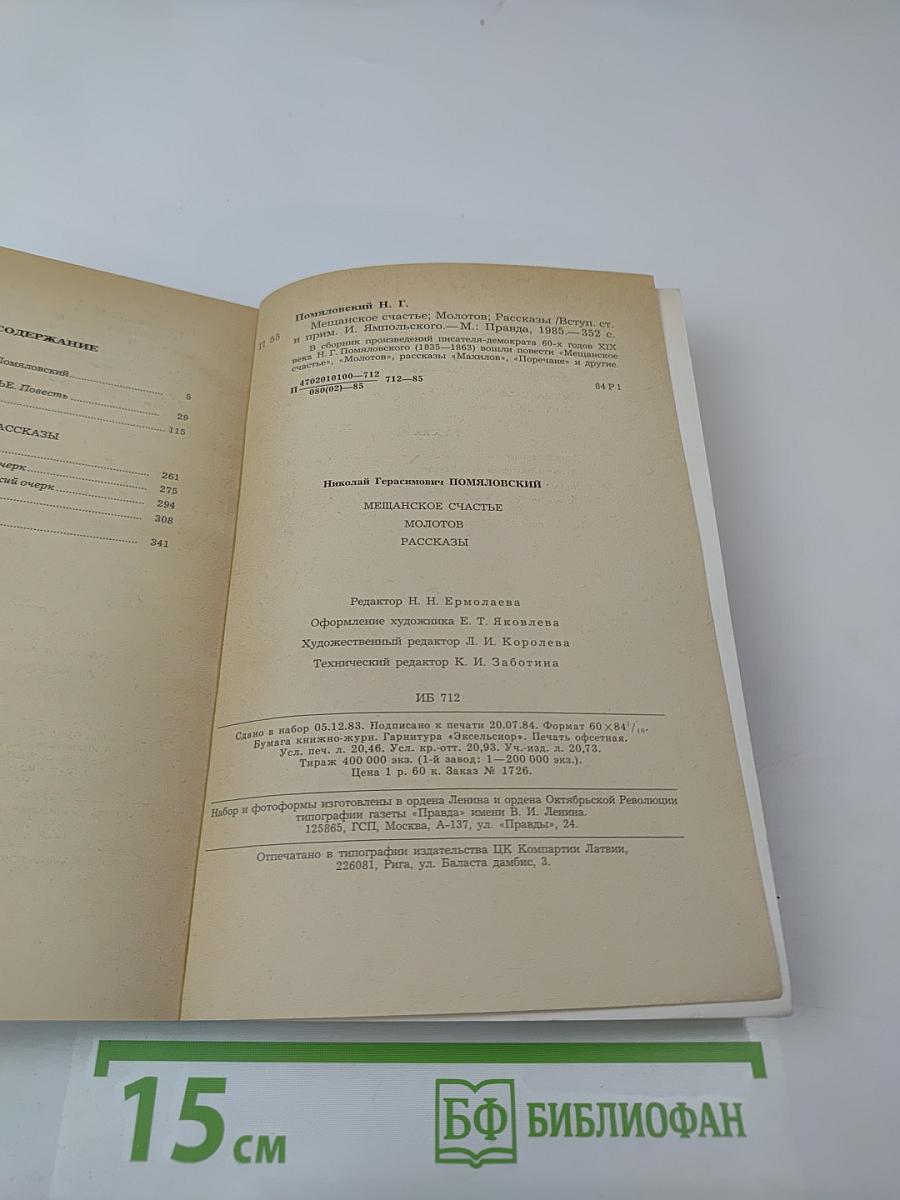 СОДЕРЖАНИЕ
Помяловский 5
ЬЕ. Повесть 29
115
АССКАЗЫ
261
черк 275
ский очерк 294
308
341
Помяловский Н. Г.
П 55
Мещанское счастье; Молотов; Рассказы /Вступ. ст.
и прим. И. Ямпольского.— М.: Правда, 1985.— 352 с.
В сборник произведений писателя-демократа 60-х годов XIX
века Н. Г. Помяловского (1835—1863) вошли повести «Мещанское
счастье», «Молотов», рассказы «Махилов», «Поречане» и другие.
П 4702010100—712 / 080(02)—85 712—85
84 Р 1
Николай Герасимович ПОМЯЛОВСКИЙ
МЕЩАНСКОЕ СЧАСТЬЕ
МОЛОТОВ
РАССКАЗЫ
Редактор Н. Н. Ермолаева
Оформление художника Е. Т. Яковлева
Художественный редактор Л. И. Королева
Технический редактор К. И. Заботина
ИБ 712
Сдано в набор 05.12.83. Подписано к печати 20.07.84. Формат 60×84 1/16.
Бумага книжно-журн. Гарнитура «Эксельсиор». Печать офсетная.
Усл. печ. л. 20,46. Усл. кр.-отт. 20,93. Уч.-изд. л. 20,73.
Тираж 400 000 экз. (1-й завод: 1—200 000 экз.).
Цена 1 р. 60 к. Заказ № 1726.
Набор и фотоформы изготовлены в ордена Ленина и ордена Октябрьской Революции
типографии газеты «Правда» имени В. И. Ленина.
125865, ГСП, Москва, А-137, ул. «Правды», 24.
Отпечатано в типографии издательства ЦК Компартии Латвии,
226081, Рига, ул. Баласта дамбис, 3.
15 см
БФ БИБЛИОФАН